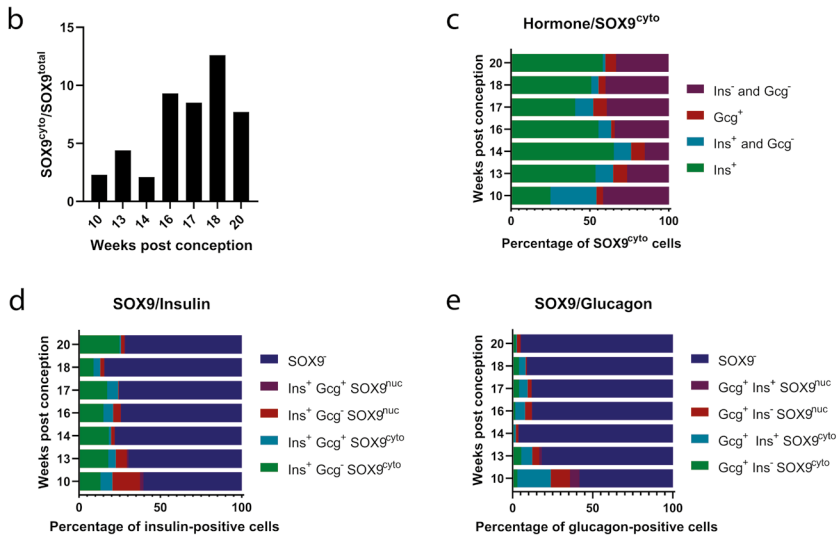 b
SOX9cyto/SOX9total
15
10
5
0
10 13 14 16 17 18 20
Weeks post conception
c
Hormone/SOX9cyto
Weeks post conception
20
18
17
16
14
13
10
0 50 100
Percentage of SOX9cyto cells
Ins- and Gcg-
Gcg+
Ins+ and Gcg-
Ins+
d
SOX9/Insulin
Weeks post conception
20
18
17
16
14
13
10
0 20 40 60 80 100
Percentage of insulin-positive cells
SOX9-
Ins+ Gcg+ SOX9nuc
Ins+ Gcg- SOX9nuc
Ins+ Gcg+ SOX9cyto
Ins+ Gcg- SOX9cyto
e
SOX9/Glucagon
Weeks post conception
20
18
17
16
14
13
10
0 50 100
Percentage of glucagon-positive cells
SOX9-
Gcg+ Ins+ SOX9nuc
Gcg+ Ins- SOX9nuc
Gcg+ Ins+ SOX9cyto
Gcg+ Ins- SOX9cyto